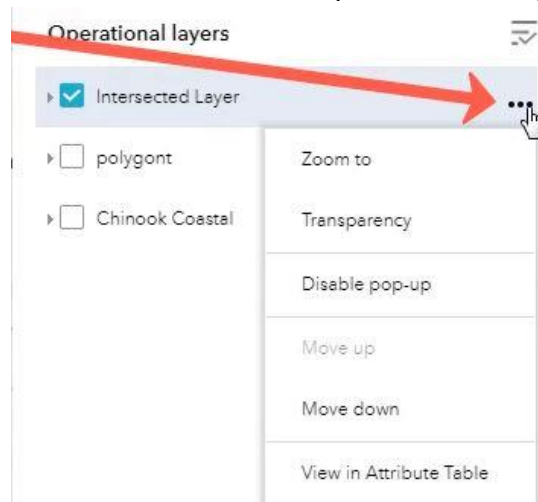 Operational layers
Intersected Layer
polygont
Zoom to
Chinook Coastal
Transparency
Disable pop-up
Move up
Move down
View in Attribute Table